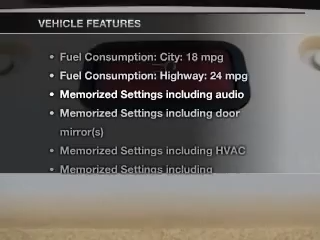 VEHICLE FEATURES
• Fuel Consumption: City: 18 mpg
• Fuel Consumption: Highway: 24 mpg
• Memorized Settings including audio
• Memorized Settings including door
mirror(s)
• Memorized Settings including HVAC
• Memorized Settings including